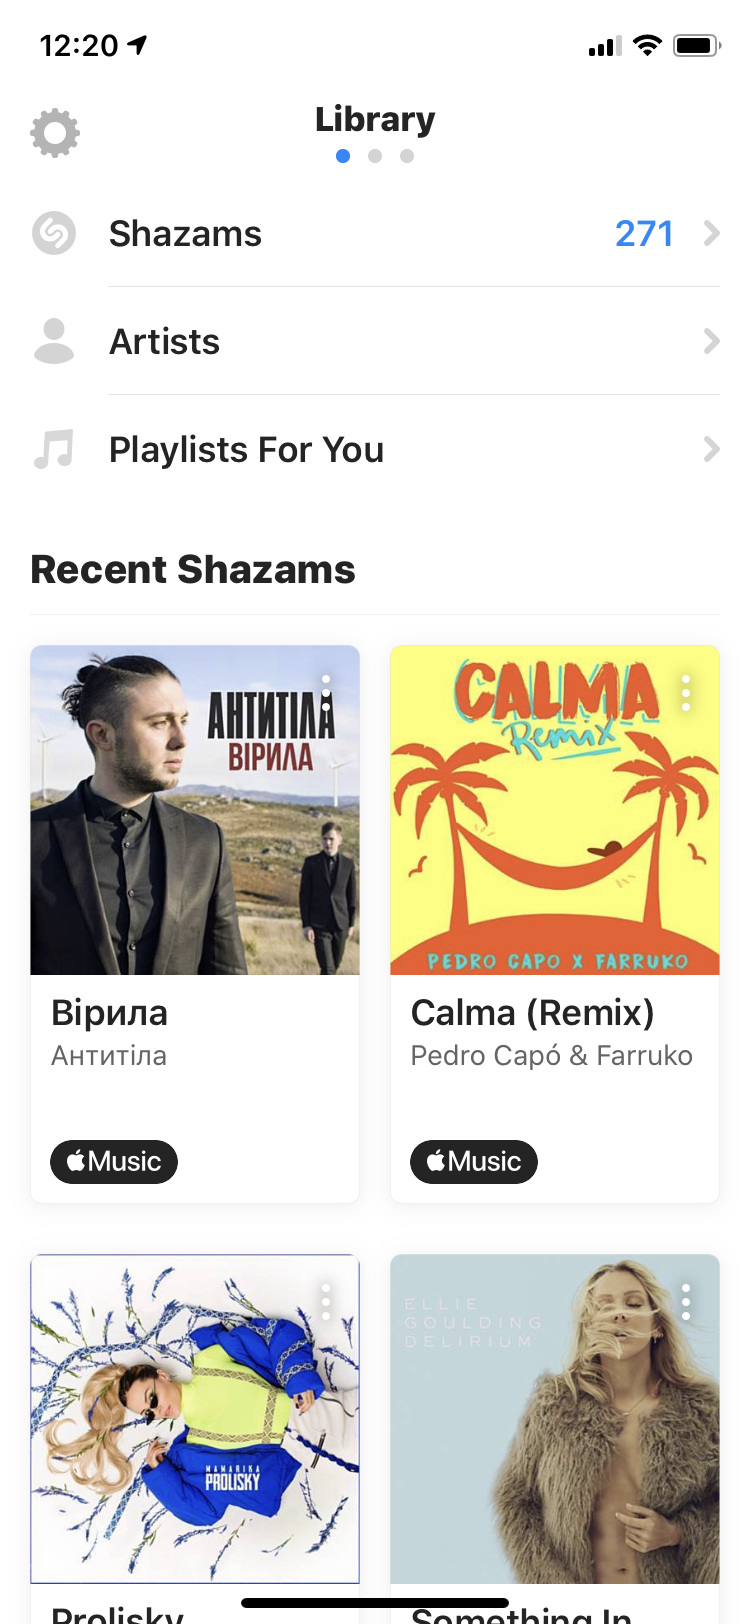 12:20
Library
Shazams 271
Artists
Playlists For You
Recent Shazams
АНТИТІЛА
ВІРИЛА
CALMA
Remix
PEDRO CAPO X FARRUKO
Вірила
Антитіла
Music
Calma (Remix)
Pedro Capó & Farruko
Music
MAMARIKA
PROLISKY
ELLIE
GOULDING
DELIRIUM
Prolisky
Something In